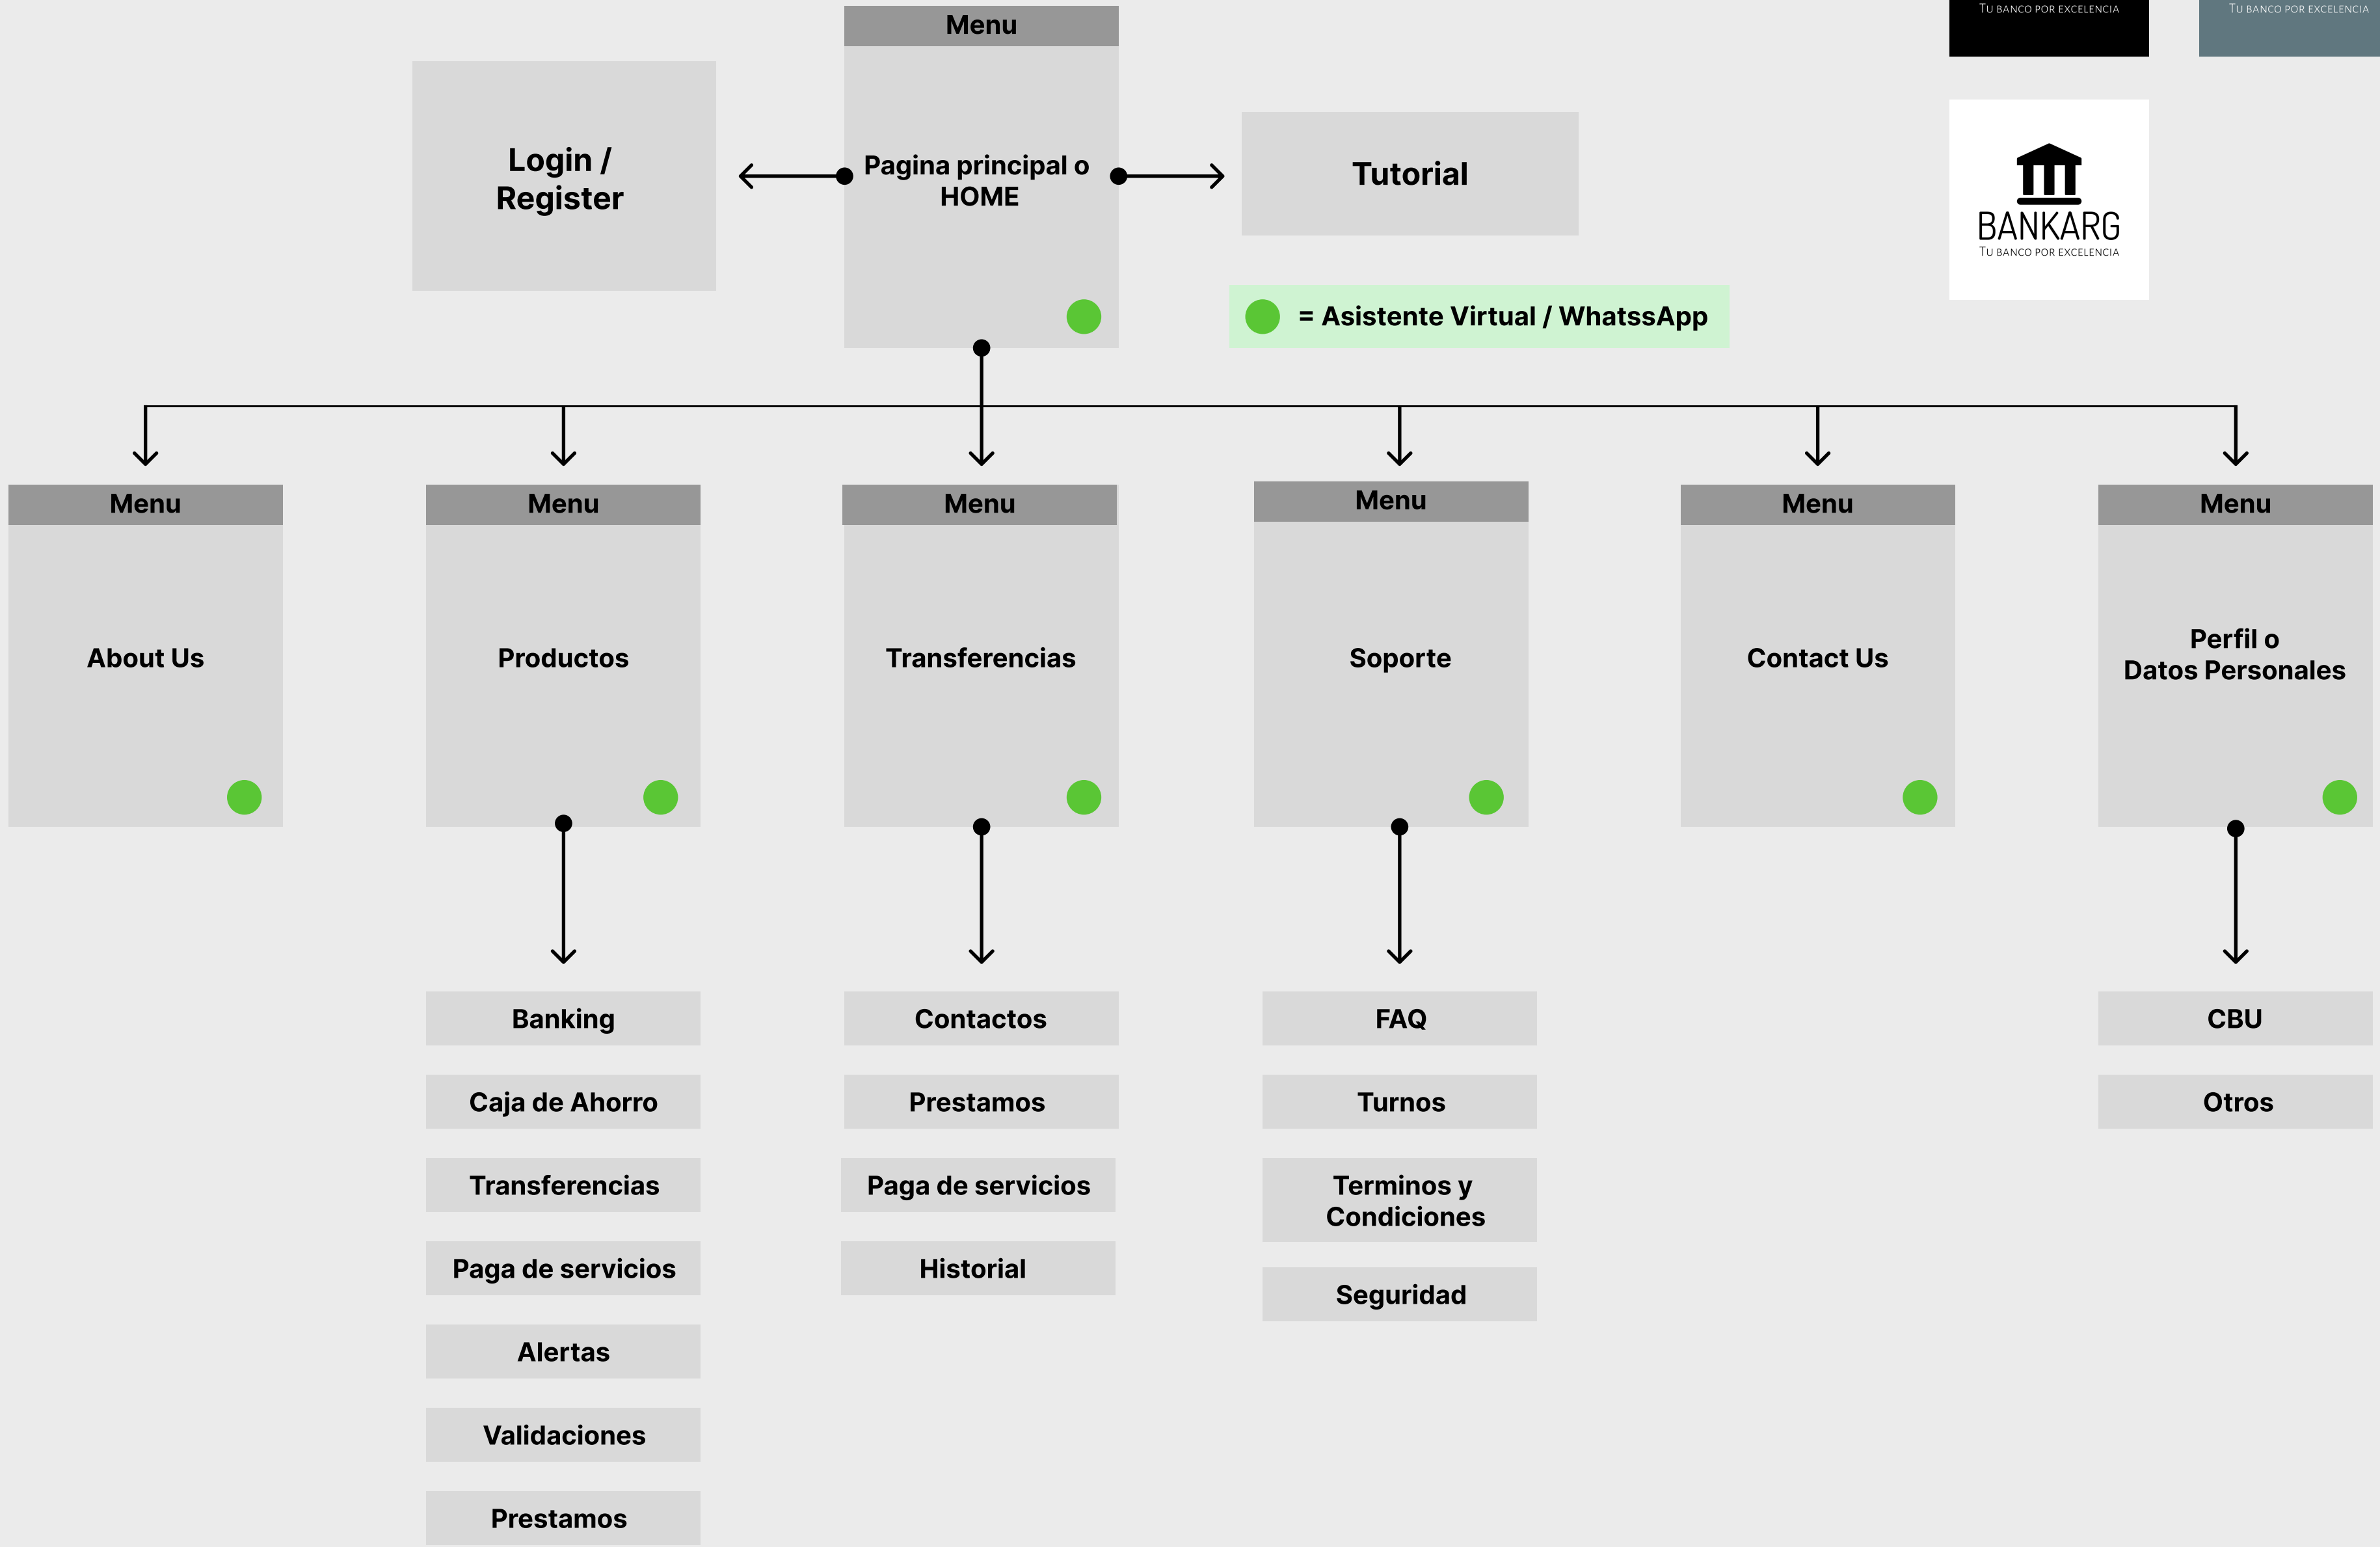 Menu
Tu banco por excelencia
Tu banco por excelencia
Login /
Register
Pagina principal o
HOME
Tutorial
BANKARG
Tu banco por excelencia
= Asistente Virtual / WhatssApp
Menu
Menu
Menu
Menu
Menu
Menu
About Us
Productos
Transferencias
Soporte
Contact Us
Perfil o
Datos Personales
Banking
Caja de Ahorro
Transferencias
Paga de servicios
Alertas
Validaciones
Prestamos
Contactos
Prestamos
Paga de servicios
Historial
FAQ
Turnos
Terminos y
Condiciones
Seguridad
CBU
Otros